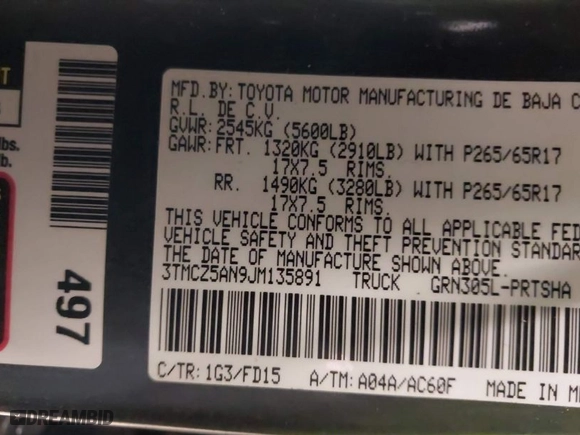 MFD.BY: TOYOTA MOTOR MANUFACTURING DE BAJA C
R.L. DE C.V.
GVWR: 2545KG (5600LB)
GAWR: FRT. 1320KG (2910LB) WITH P265/65R17
17X7.5 RIMS.
RR. 1490KG (3280LB) WITH P265/65R17
17X7.5 RIMS.
THIS VEHICLE CONFORMS TO ALL APPLICABLE FED
VEHICLE SAFETY AND THEFT PREVENTION STANDAR
THE DATE OF MANUFACTURE SHOWN ABOVE.
3TMCZ5AN9JM135891 TRUCK GRN305L-PRTSHA
C/TR: 1G3/FD15 A/TM: A04A/AC60F MADE IN M
497
lbs.
lb.
DREAMBID